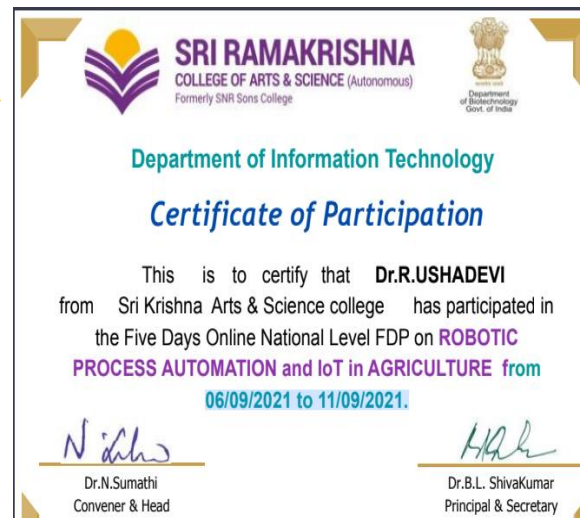 SRI RAMAKRISHNA
COLLEGE OF ARTS & SCIENCE (Autonomous)
Formerly SNR Sons College
Department
of Biotechnology
Govt. of India
Department of Information Technology
Certificate of Participation
This is to certify that Dr.R.USHADEVI
from Sri Krishna Arts & Science college has participated in
the Five Days Online National Level FDP on ROBOTIC
PROCESS AUTOMATION and IoT in AGRICULTURE from
06/09/2021 to 11/09/2021.
Dr.N.Sumathi
Convener & Head
Dr.B.L. ShivaKumar
Principal & Secretary